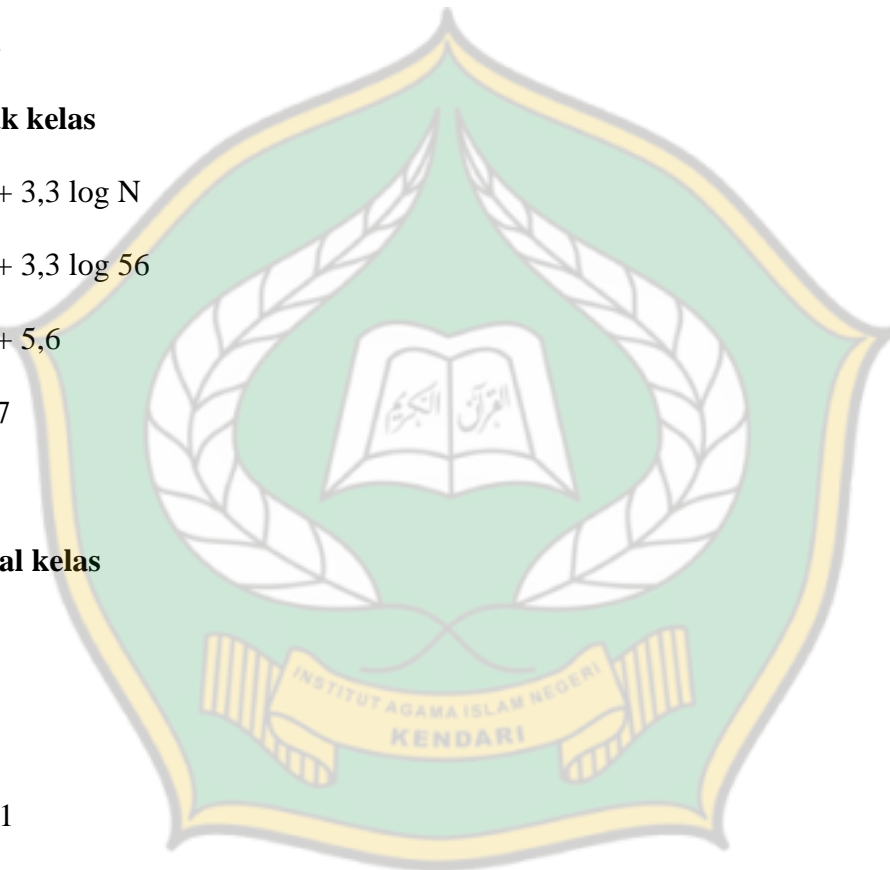 k kelas
+ 3,3 log N
+ 3,3 log 56
+ 5,6
7
al kelas
القرآن الكريم
INSTITUT AGAMA ISLAM NEGERI
KENDARI
1